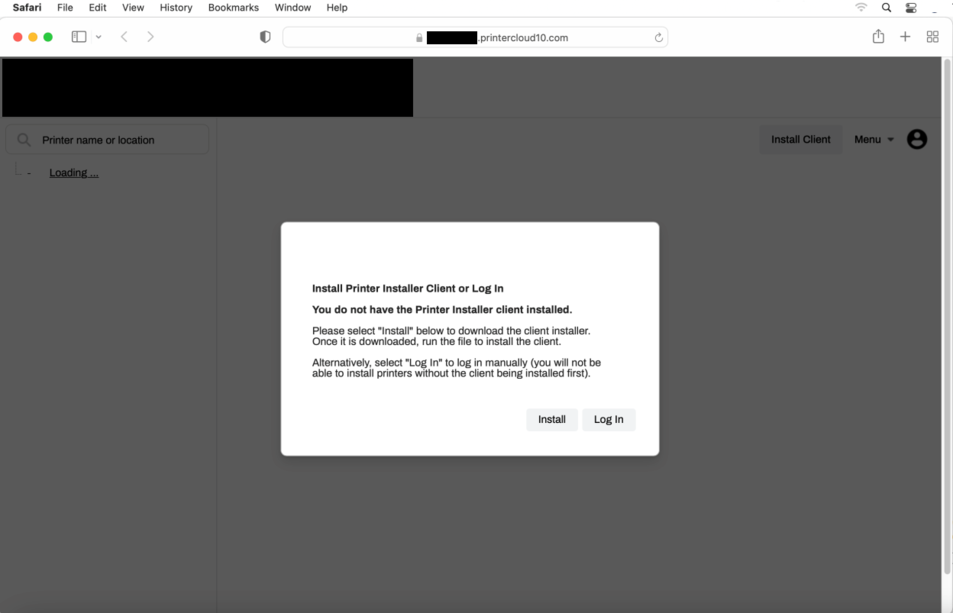 Safari File Edit View History Bookmarks Window Help
.printercloud10.com
Printer name or location
Install Client Menu
- Loading ...
Install Printer Installer Client or Log In
You do not have the Printer Installer client installed.
Please select "Install" below to download the client installer.
Once it is downloaded, run the file to install the client.
Alternatively, select "Log In" to log in manually (you will not be
able to install printers without the client being installed first).
Install Log In